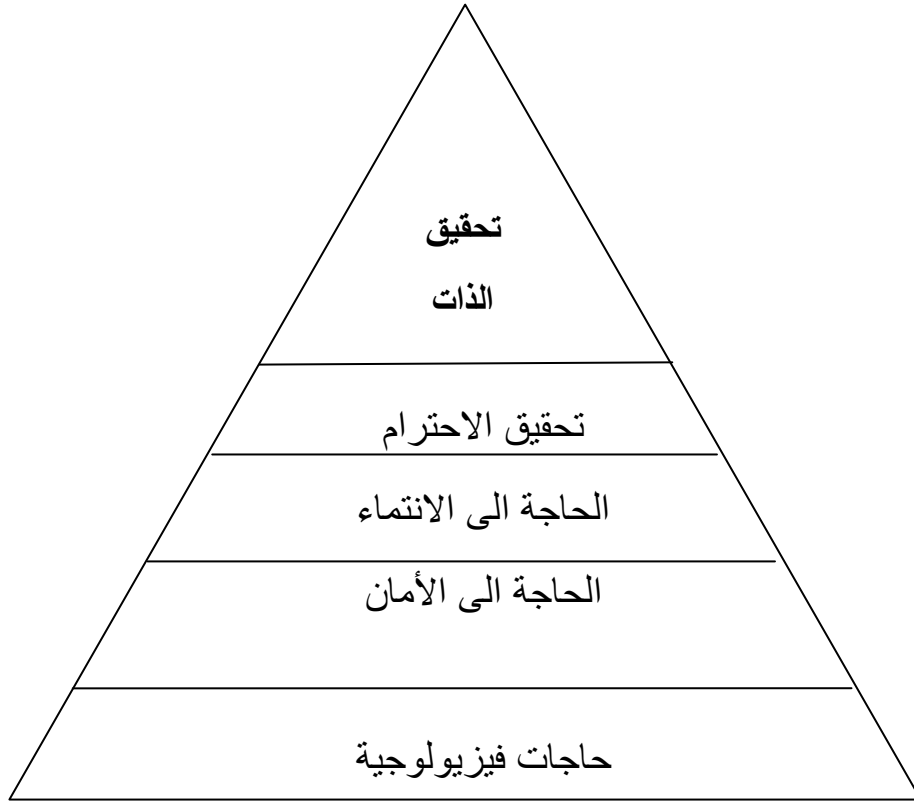 تحقيق
الذات
تحقيق الاحترام
الحاجة الى الانتماء
الحاجة الى الأمان
حاجات فيزيولوجية